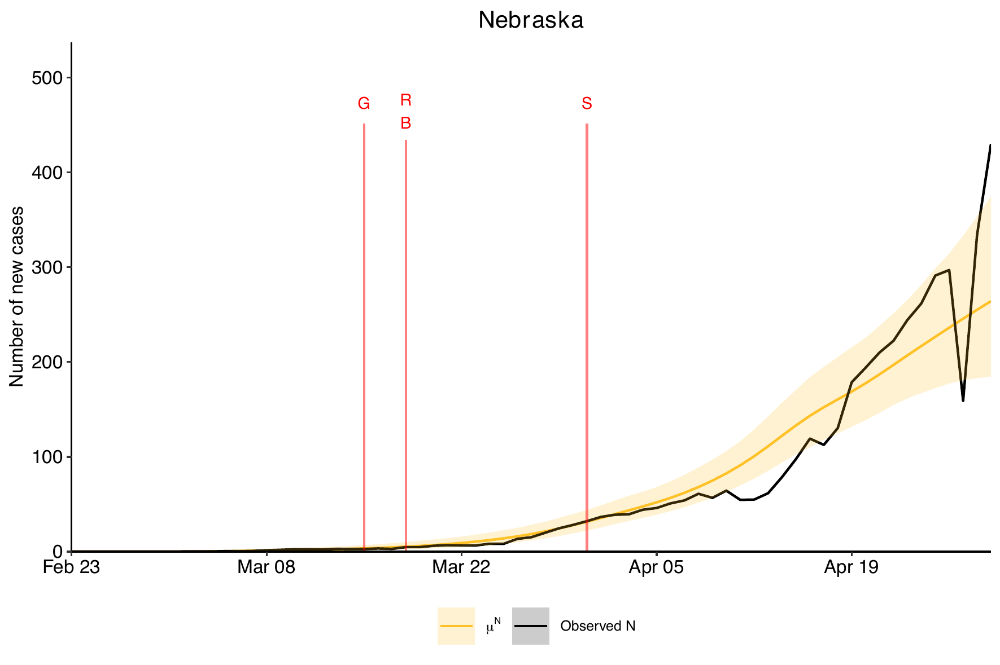 Nebraska
Number of new cases
500
400
300
200
100
0
G
R
B
S
Feb 23
Mar 08
Mar 22
Apr 05
Apr 19
μᴺ
Observed N